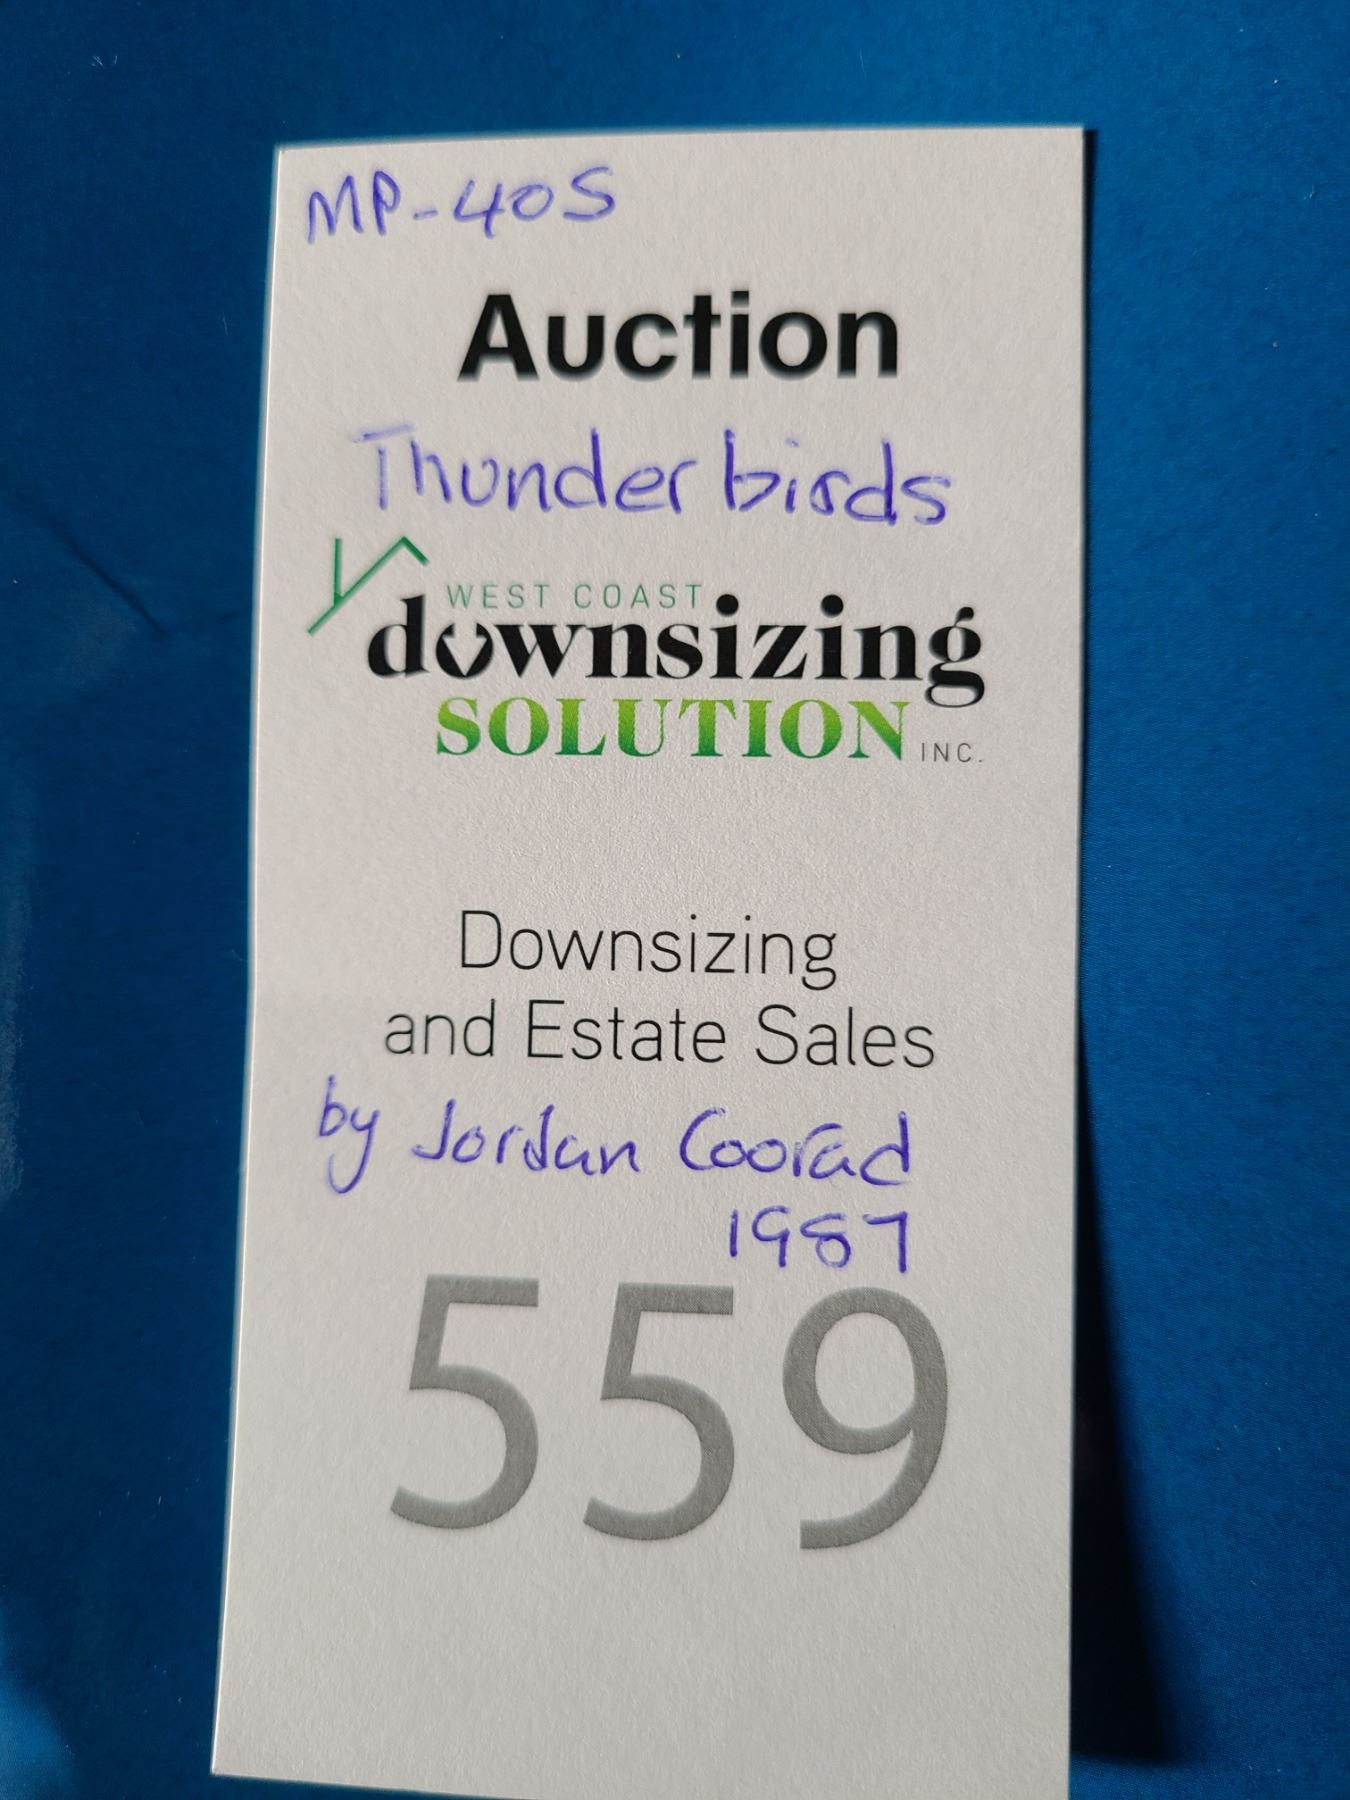 MP-405
Auction
Thunderbirds
WEST COAST
downsizing
SOLUTION INC.
Downsizing
and Estate Sales
by Jordan Coorad
1987
559